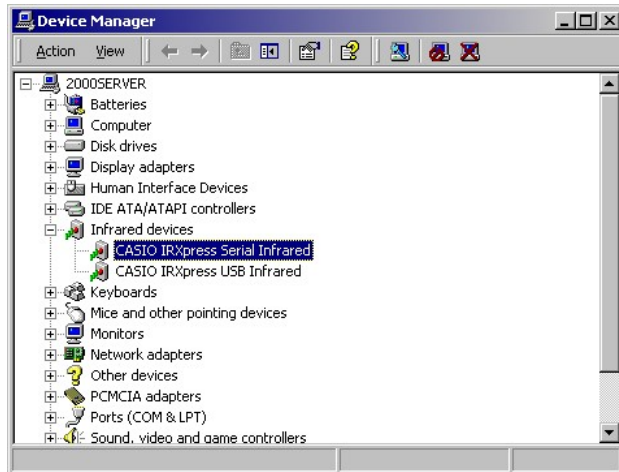 Device Manager
Action View
2000SERVER
Batteries
Computer
Disk drives
Display adapters
Human Interface Devices
IDE ATA/ATAPI controllers
Infrared devices
CASIO IRXpress Serial Infrared
CASIO IRXpress USB Infrared
Keyboards
Mice and other pointing devices
Monitors
Network adapters
Other devices
PCMCIA adapters
Ports (COM & LPT)
Sound, video and game controllers